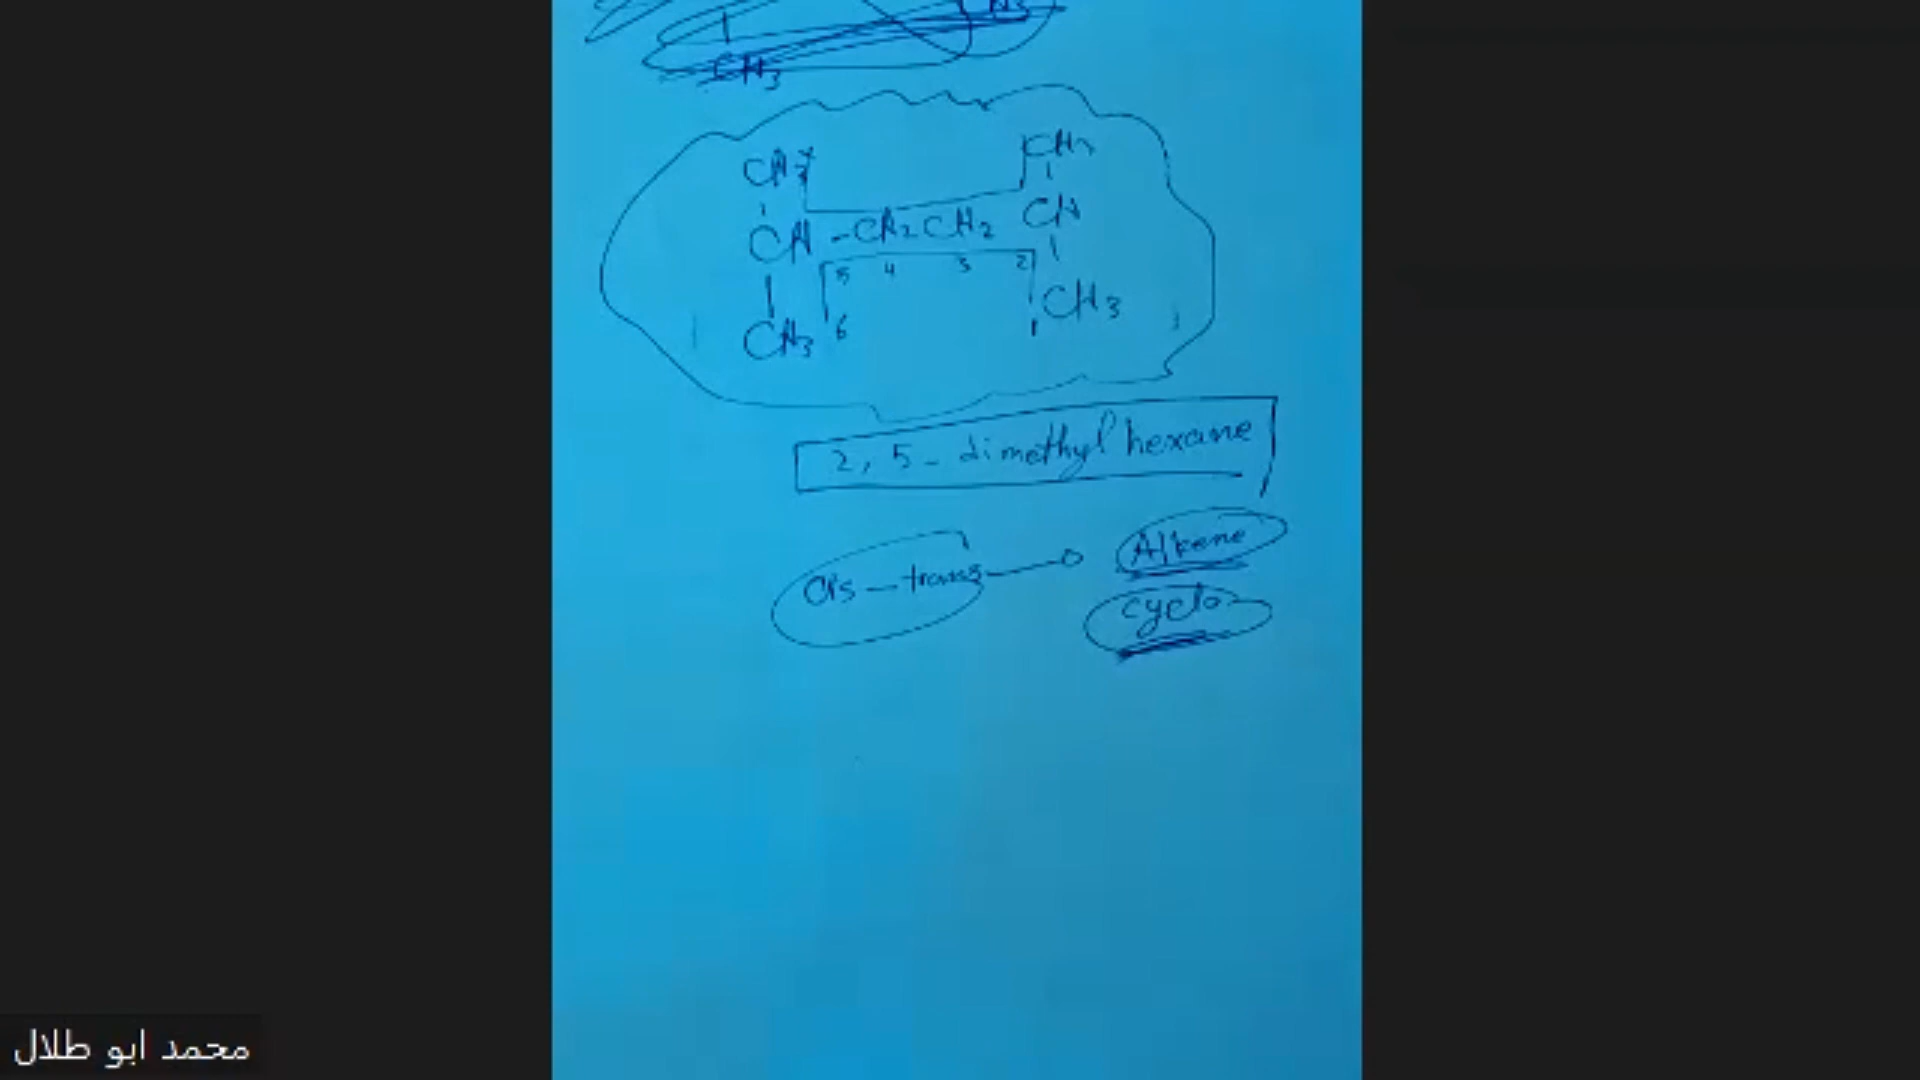 CH3
CH3 CH3
CH - CH2 CH2 CH
5 4 3 2
CH3 6 1 CH3
2, 5 - dimethyl hexane
Cis - trans Alkene
cyclo
محمد ابو طلال